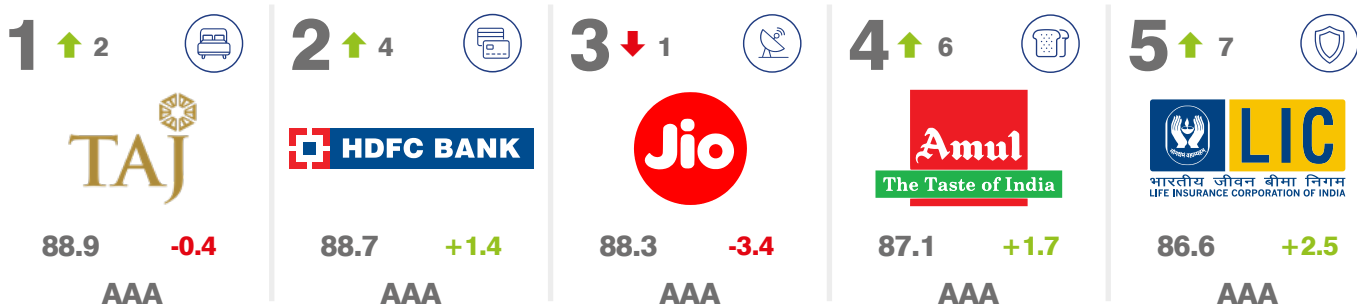 1 2
TAJ
88.9 -0.4
AAA
2 4
HDFC BANK
88.7 +1.4
AAA
3 1
Jio
88.3 -3.4
AAA
4 6
Amul
The Taste of India
87.1 +1.7
AAA
5 7
LIC
भारतीय जीवन बीमा निगम
LIFE INSURANCE CORPORATION OF INDIA
86.6 +2.5
AAA